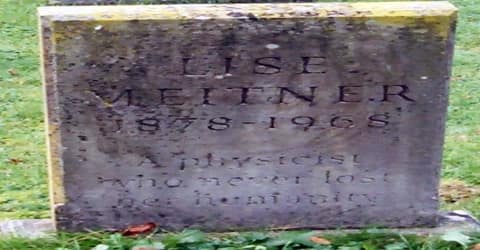 LISE
MEITNER
1878-1968
A physicist
who never lost
her humanity